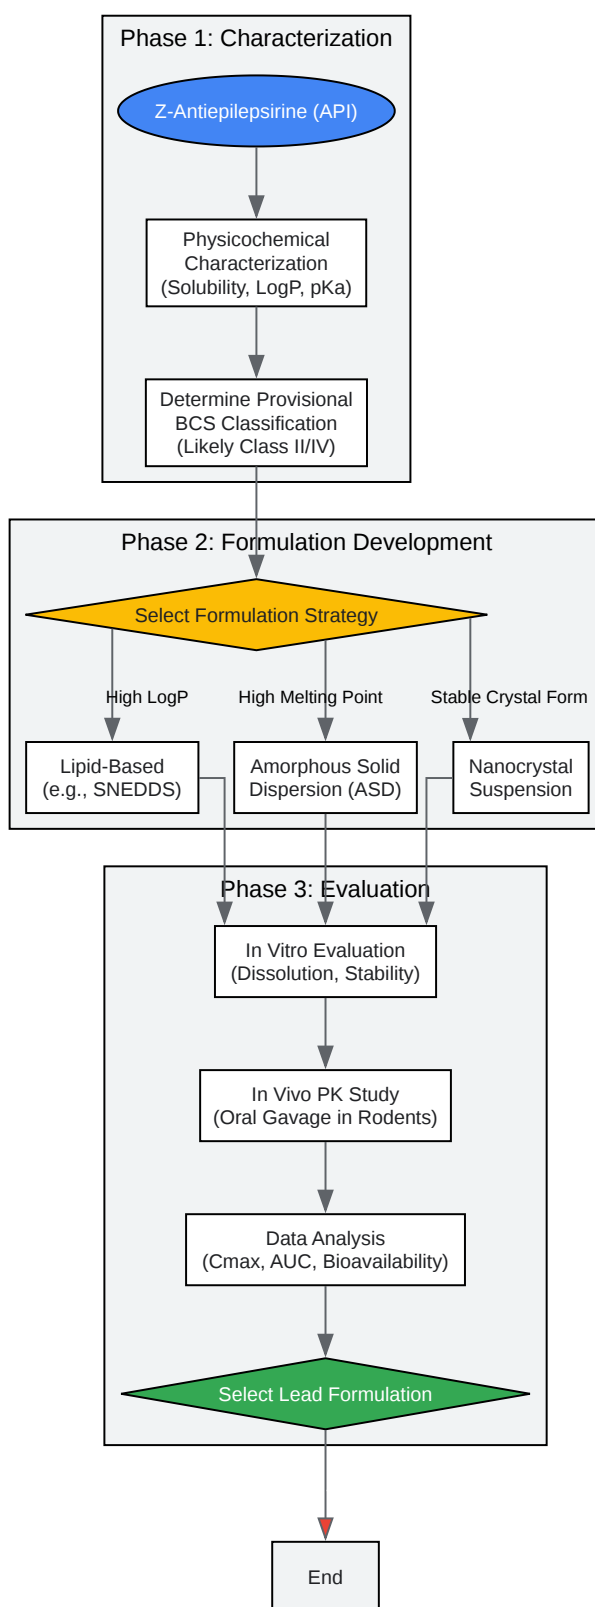 Phase 1: Characterization
Z-Antiepilepsirine (API)
Physicochemical
Characterization
(Solubility, LogP, pKa)
Determine Provisional
BCS Classification
(Likely Class II/IV)
Phase 2: Formulation Development
Select Formulation Strategy
High LogP
High Melting Point
Stable Crystal Form
Lipid-Based
(e.g., SNEDDS)
Amorphous Solid
Dispersion (ASD)
Nanocrystal
Suspension
Phase 3: Evaluation
In Vitro Evaluation
(Dissolution, Stability)
In Vivo PK Study
(Oral Gavage in Rodents)
Data Analysis
(Cmax, AUC, Bioavailability)
Select Lead Formulation
End